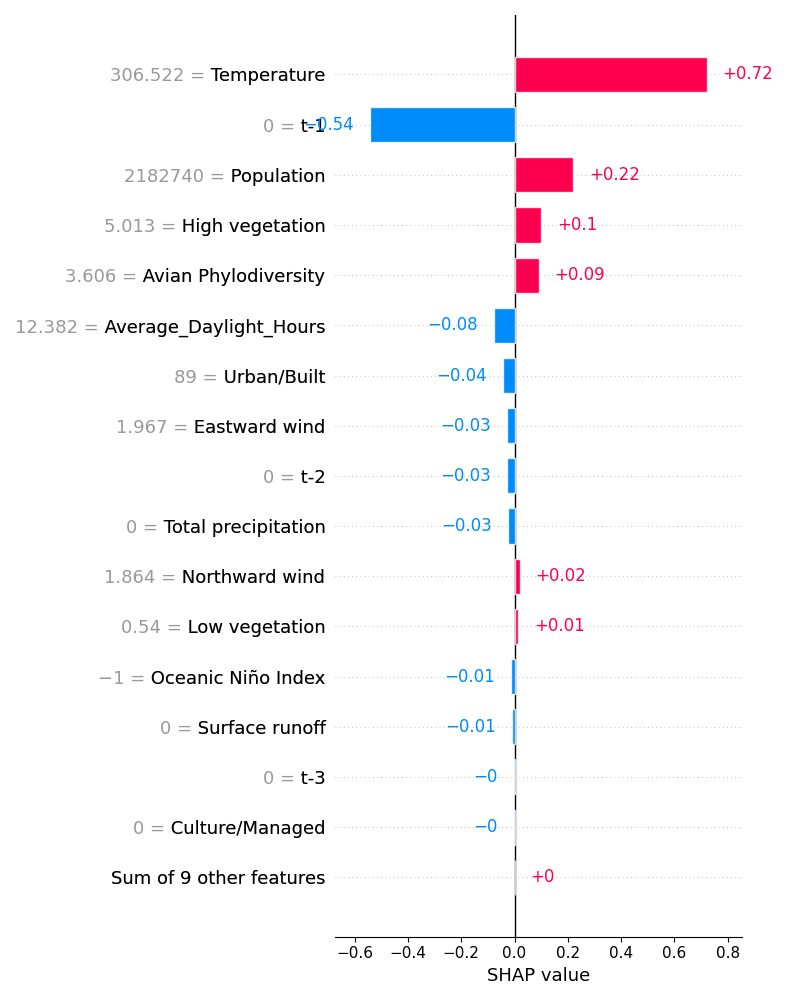 306.522 = Temperature +0.72
0 = t-1 −0.54
2182740 = Population +0.22
5.013 = High vegetation +0.1
3.606 = Avian Phylodiversity +0.09
12.382 = Average_Daylight_Hours −0.08
89 = Urban/Built −0.04
1.967 = Eastward wind −0.03
0 = t-2 −0.03
0 = Total precipitation −0.03
1.864 = Northward wind +0.02
0.54 = Low vegetation +0.01
−1 = Oceanic Niño Index −0.01
0 = Surface runoff −0.01
0 = t-3 −0
0 = Culture/Managed −0
Sum of 9 other features +0
−0.6 −0.4 −0.2 0.0 0.2 0.4 0.6 0.8
SHAP value